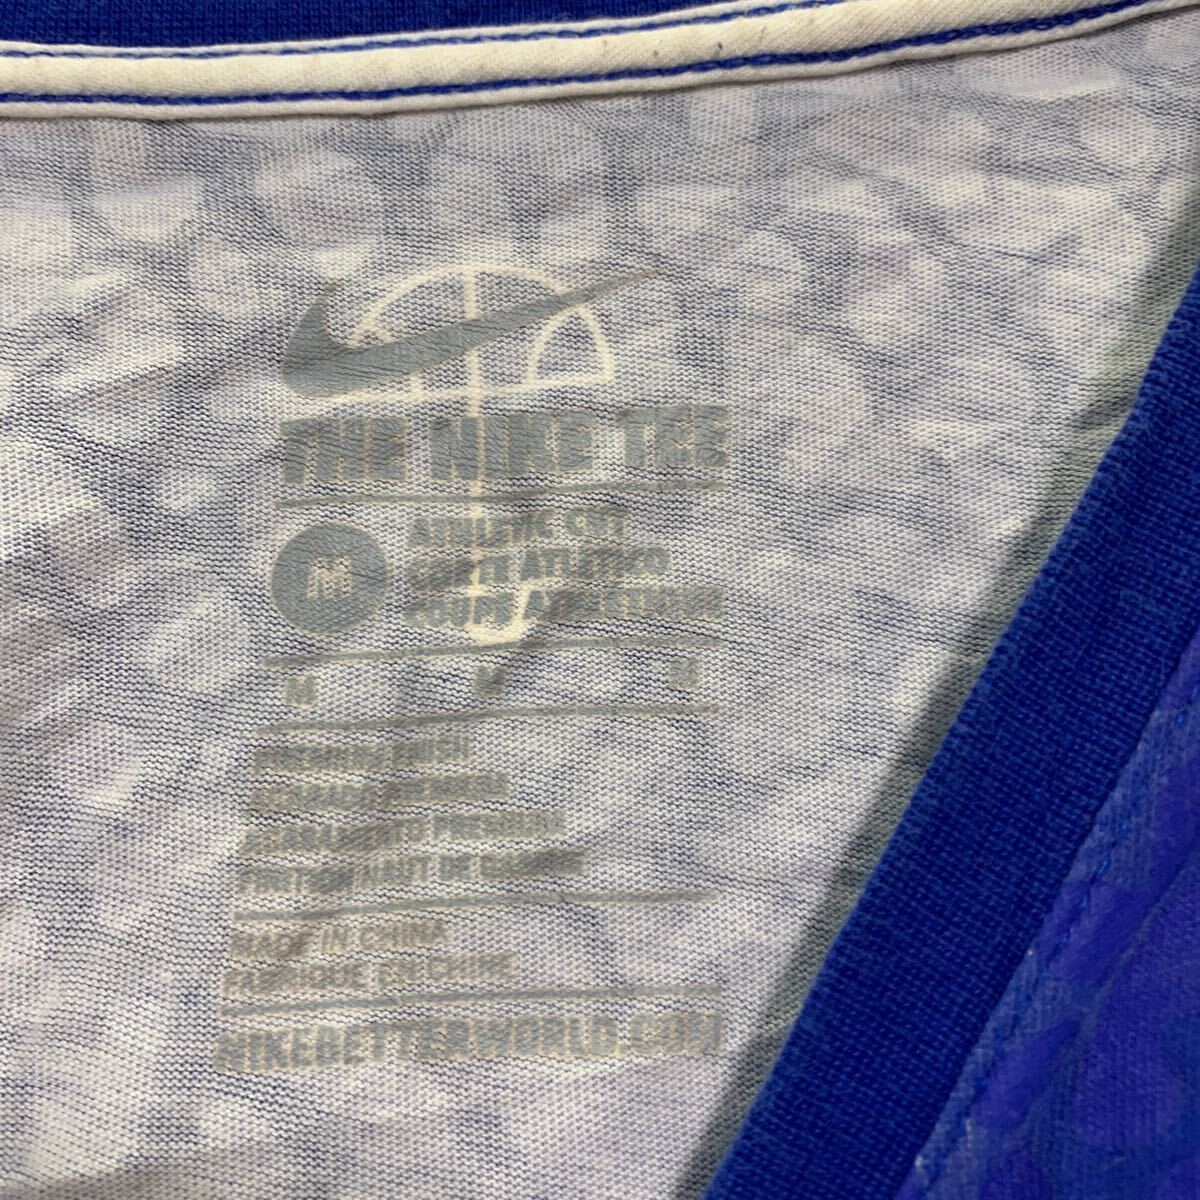 THE NIKE TEE
M
ATHLETIC CUT
CORTE ATLÉTICO
COUPE ATHLÉTIQUE
M M M
PREMIUM FINISH
ACABADO PREMIUM
ACABAMENTO PREMIUM
FINITION HAUT DE GAMME
MADE IN CHINA
FABRIQUÉ EN CHINE
NIKEBETTERWORLD.COM